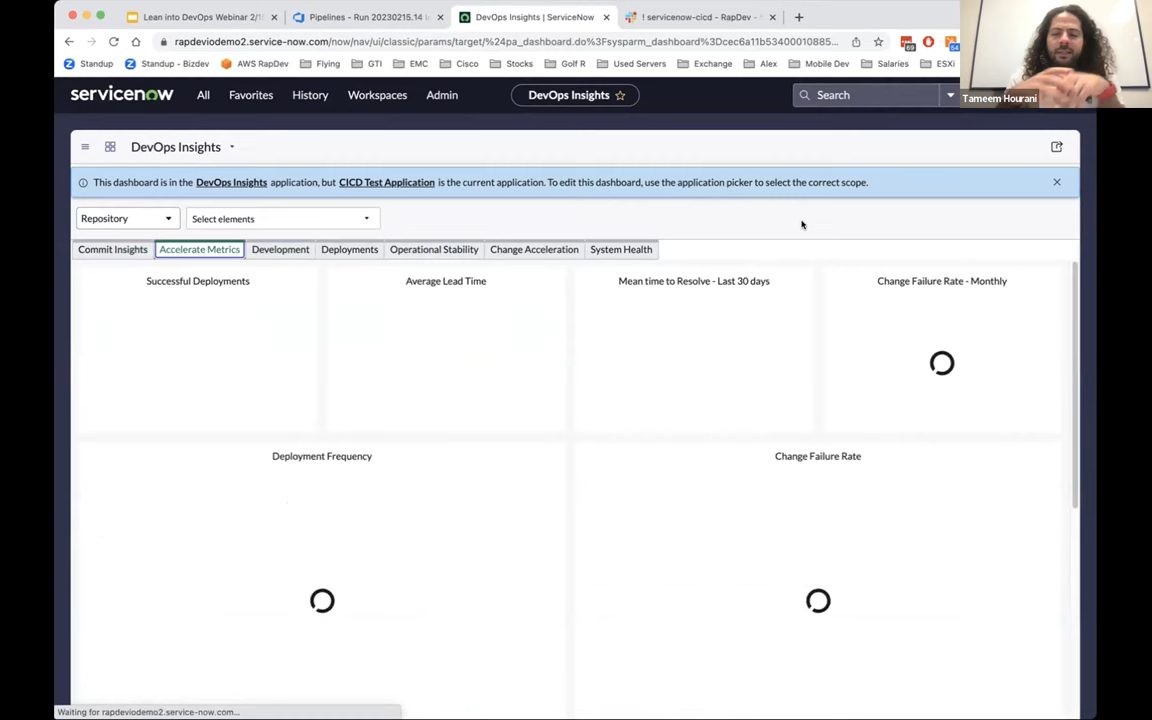 Lean into DevOps Webinar 2/1
Pipelines - Run 20230215.14 l
DevOps Insights | ServiceNow
! servicenow-cicd - RapDev -
rapdeviodemo2.service-now.com/now/nav/ui/classic/params/target/%24pa_dashboard.do%3Fsysparm_dashboard%3Dcec6a11b53400010885...
69
54
Standup
Standup - Bizdev
AWS RapDev
Flying
GTI
EMC
Cisco
Stocks
Golf R
Used Servers
Exchange
Alex
Mobile Dev
Salaries
ESXi
Tameem Hourani
servicenow
All
Favorites
History
Workspaces
Admin
DevOps Insights
Search
DevOps Insights
This dashboard is in the DevOps Insights application, but CICD Test Application is the current application. To edit this dashboard, use the application picker to select the correct scope.
Repository
Select elements
Commit Insights
Accelerate Metrics
Development
Deployments
Operational Stability
Change Acceleration
System Health
Successful Deployments
Average Lead Time
Mean time to Resolve - Last 30 days
Change Failure Rate - Monthly
Deployment Frequency
Change Failure Rate
Waiting for rapdeviodemo2.service-now.com...